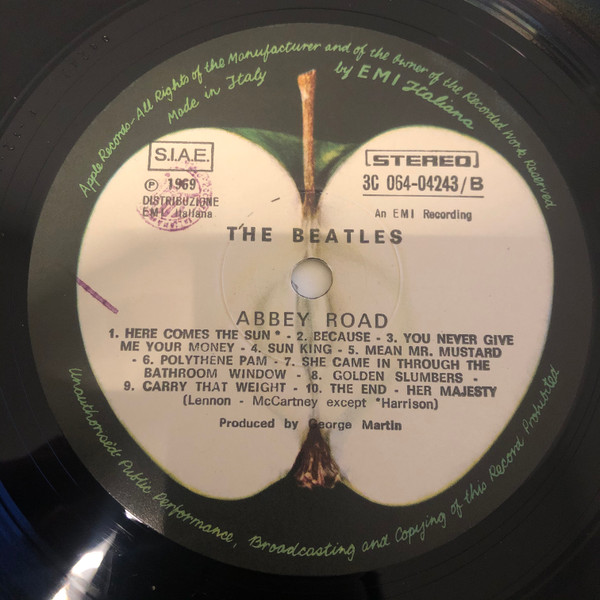 Apple Records-All Rights of the Manufacturer and of the Owner of the Recorded Work Reserved
Made in Italy by EMI Italiana
S.I.A.E.
℗ 1969
DISTRIBUZIONE
EMI Italiana
STEREO
3C 064-04243/B
An EMI Recording
THE BEATLES
ABBEY ROAD
1. HERE COMES THE SUN * - 2. BECAUSE - 3. YOU NEVER GIVE
ME YOUR MONEY - 4. SUN KING - 5. MEAN MR. MUSTARD
- 6. POLYTHENE PAM - 7. SHE CAME IN THROUGH THE
BATHROOM WINDOW - 8. GOLDEN SLUMBERS -
9. CARRY THAT WEIGHT - 10. THE END - HER MAJESTY
(Lennon - McCartney except *Harrison)
Produced by George Martin
Unauthorised Public Performance, Broadcasting and Copying of this Record Prohibited